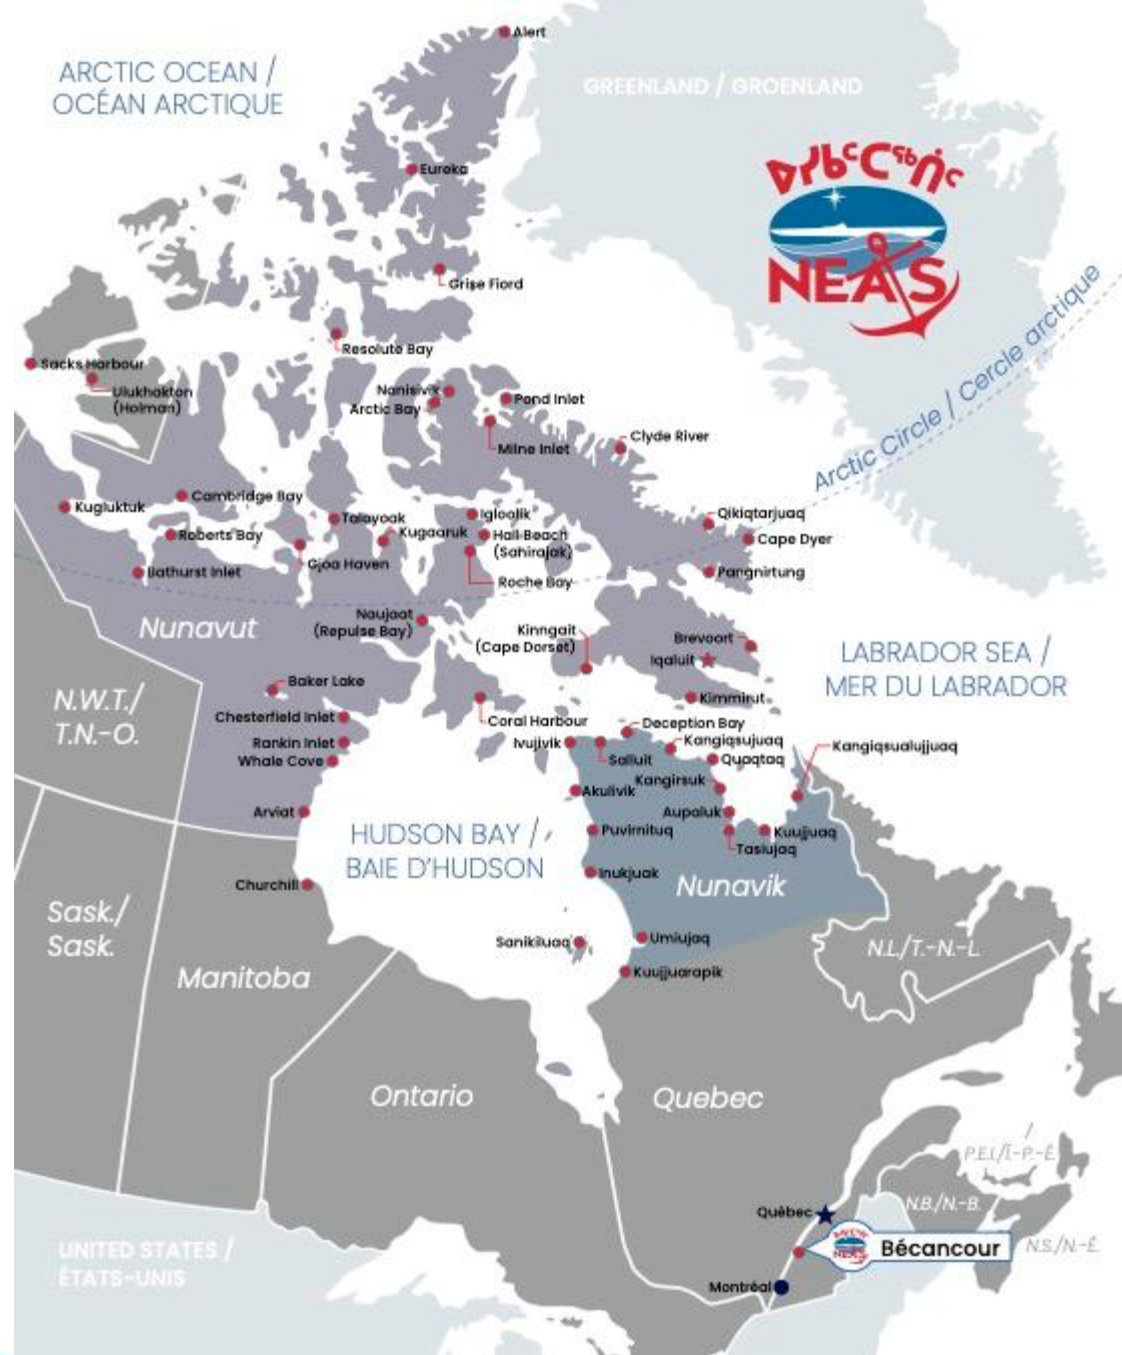 Alert
ARCTIC OCEAN /
OCÉAN ARCTIQUE
GREENLAND / GROENLAND
ᐅᓯᑲᑦᑕᖅᑏᑦ
NEAS
Eureka
Grise Fiord
Arctic Circle / Cercle arctique
Resolute Bay
Sacks Harbour
Ulukhakton
(Holman)
Nanisivik
Arctic Bay
Pond Inlet
Milne Inlet
Clyde River
Kugluktuk
Cambridge Bay
Roberts Bay
Bathurst Inlet
Taloyoak
Kugaaruk
Gjoa Haven
Igloolik
Hall Beach
(Sanirajak)
Roche Bay
Qikiqtarjuaq
Cape Dyer
Pangnirtung
Nunavut
Naujaat
(Repulse Bay)
Kinngait
(Cape Dorset)
Brevoort
Iqaluit
Kimmirut
LABRADOR SEA /
MER DU LABRADOR
N.W.T./
T.N.-O.
Baker Lake
Chesterfield Inlet
Rankin Inlet
Whale Cove
Arviat
Coral Harbour
Ivujivik
Deception Bay
Salluit
Kangiqsujuaq
Quaqtaq
Kangiqsualujjuaq
Kangirsuk
Akulivik
Aupaluk
Puvirnituq
Kuujjuaq
Tasiujaq
HUDSON BAY /
BAIE D'HUDSON
Inukjuak
Nunavik
Churchill
Sask./
Sask.
Sanikiluaq
Umiujaq
Kuujjuarapik
N.L./T.-N.-L.
Manitoba
Ontario
Quebec
P.E.I./Î.-P.-É.
N.B./N.-B.
N.S./N.-É.
Québec
NEAS
Bécancour
Montréal
UNITED STATES /
ÉTATS-UNIS